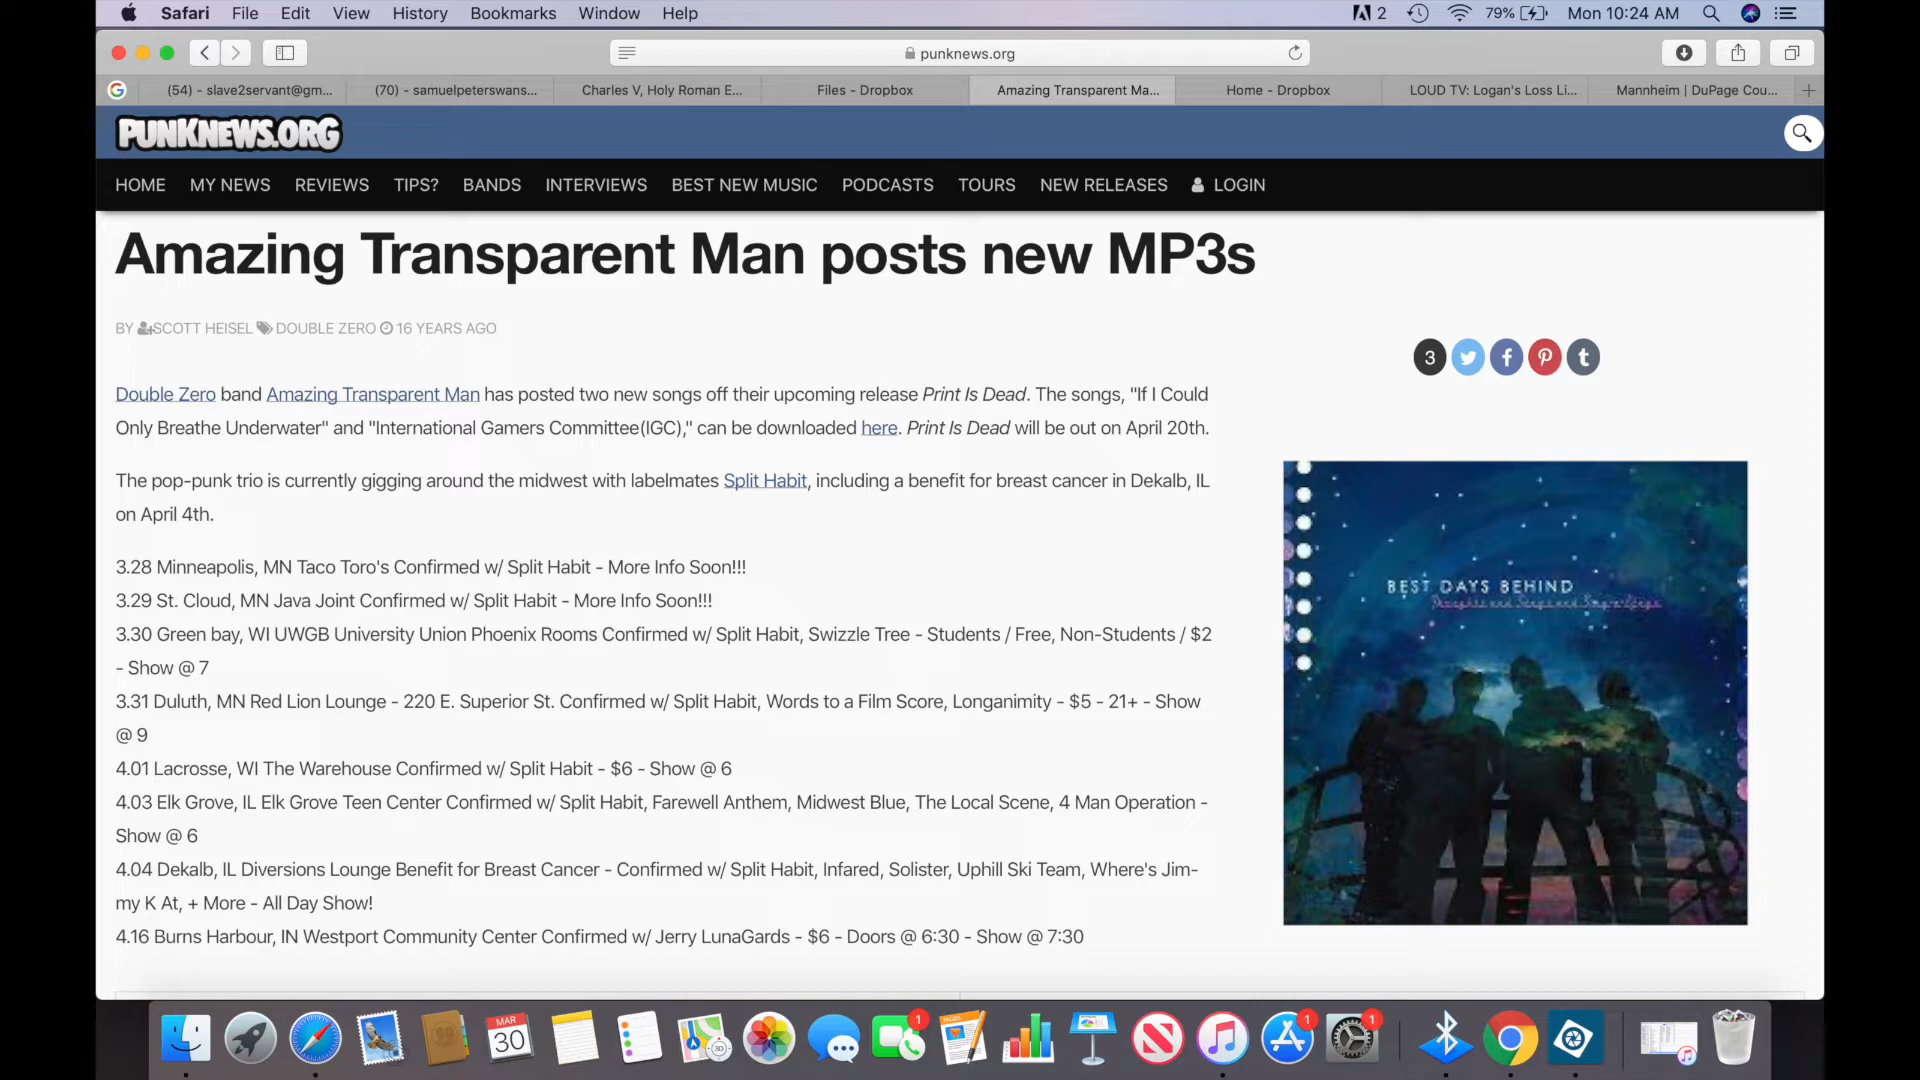 Safari File Edit View History Bookmarks Window Help 2 79% Mon 10:24 AM
punknews.org
(54) - slave2servant@gm... (70) - samuelpeterswans... Charles V, Holy Roman E... Files - Dropbox Amazing Transparent Ma... Home - Dropbox LOUD TV: Logan's Loss Li... Mannheim | DuPage Cou...
PUNKNEWS.ORG
HOME MY NEWS REVIEWS TIPS? BANDS INTERVIEWS BEST NEW MUSIC PODCASTS TOURS NEW RELEASES LOGIN
Amazing Transparent Man posts new MP3s
BY SCOTT HEISEL DOUBLE ZERO 16 YEARS AGO
3
Double Zero band Amazing Transparent Man has posted two new songs off their upcoming release Print Is Dead. The songs, "If I Could
Only Breathe Underwater" and "International Gamers Committee(IGC)," can be downloaded here. Print Is Dead will be out on April 20th.
The pop-punk trio is currently gigging around the midwest with labelmates Split Habit, including a benefit for breast cancer in Dekalb, IL
on April 4th.
3.28 Minneapolis, MN Taco Toro's Confirmed w/ Split Habit - More Info Soon!!!
3.29 St. Cloud, MN Java Joint Confirmed w/ Split Habit - More Info Soon!!!
3.30 Green bay, WI UWGB University Union Phoenix Rooms Confirmed w/ Split Habit, Swizzle Tree - Students / Free, Non-Students / $2
- Show @ 7
3.31 Duluth, MN Red Lion Lounge - 220 E. Superior St. Confirmed w/ Split Habit, Words to a Film Score, Longanimity - $5 - 21+ - Show
@ 9
4.01 Lacrosse, WI The Warehouse Confirmed w/ Split Habit - $6 - Show @ 6
4.03 Elk Grove, IL Elk Grove Teen Center Confirmed w/ Split Habit, Farewell Anthem, Midwest Blue, The Local Scene, 4 Man Operation -
Show @ 6
4.04 Dekalb, IL Diversions Lounge Benefit for Breast Cancer - Confirmed w/ Split Habit, Infared, Solister, Uphill Ski Team, Where's Jim-
my K At, + More - All Day Show!
4.16 Burns Harbour, IN Westport Community Center Confirmed w/ Jerry LunaGards - $6 - Doors @ 6:30 - Show @ 7:30
BEST DAYS BEHIND
MAR
30
3D
1
PAGES
1
1